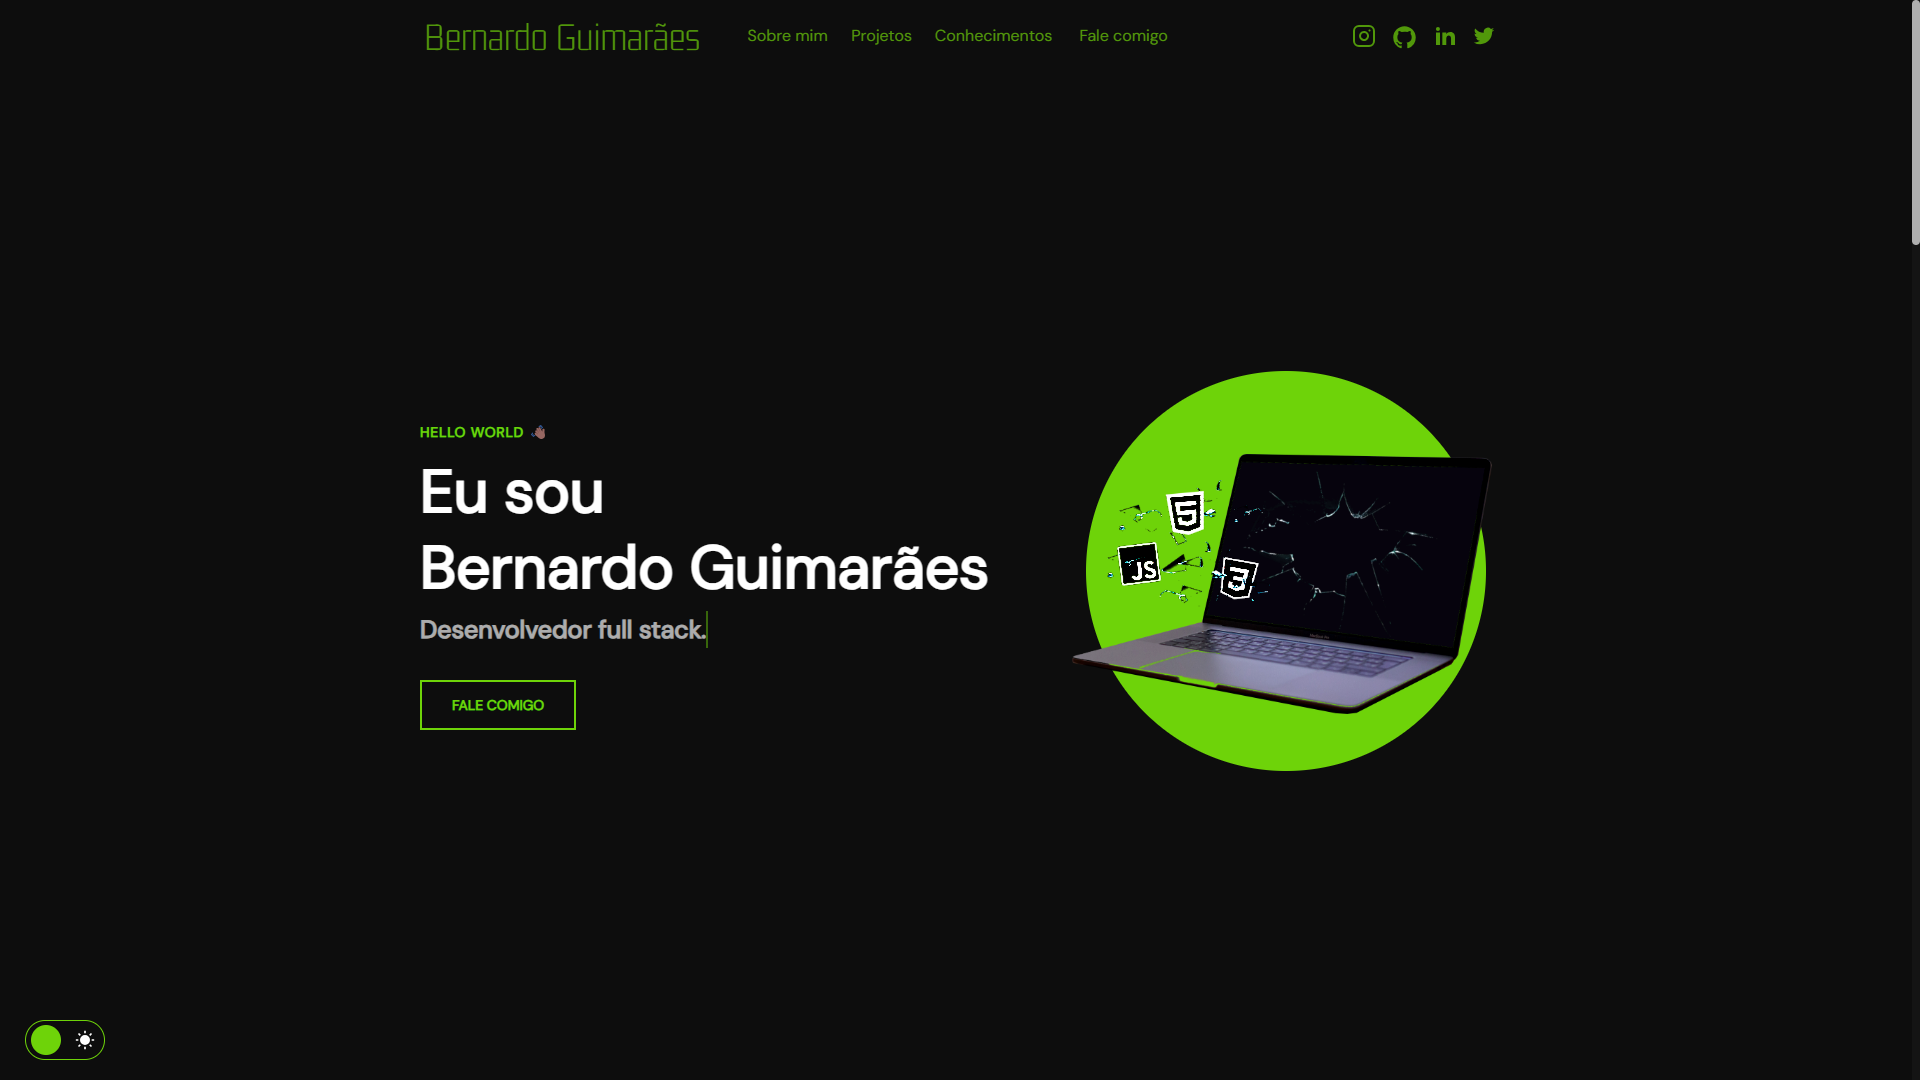 Bernardo Guimarães
Sobre mim
Projetos
Conhecimentos
Fale comigo
in
HELLO WORLD
Eu sou
Bernardo Guimarães
Desenvolvedor full stack.
FALE COMIGO
5
JS
3